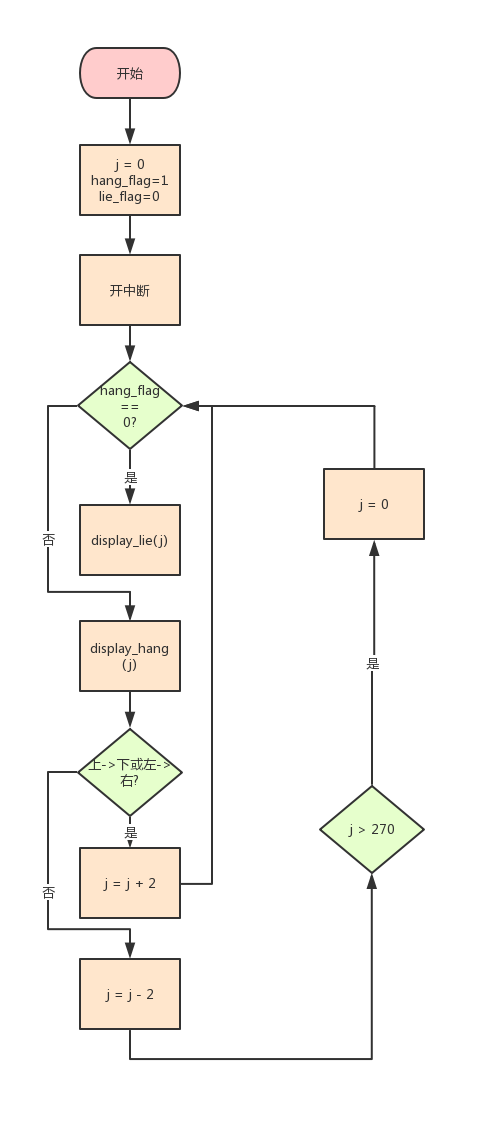 开始
j = 0
hang_flag=1
lie_flag=0
开中断
hang_flag
==
0?
是
display_lie(j)
否
display_hang
(j)
上->下或左->
右?
是
j = j + 2
否
j = j - 2
j > 270
是
j = 0